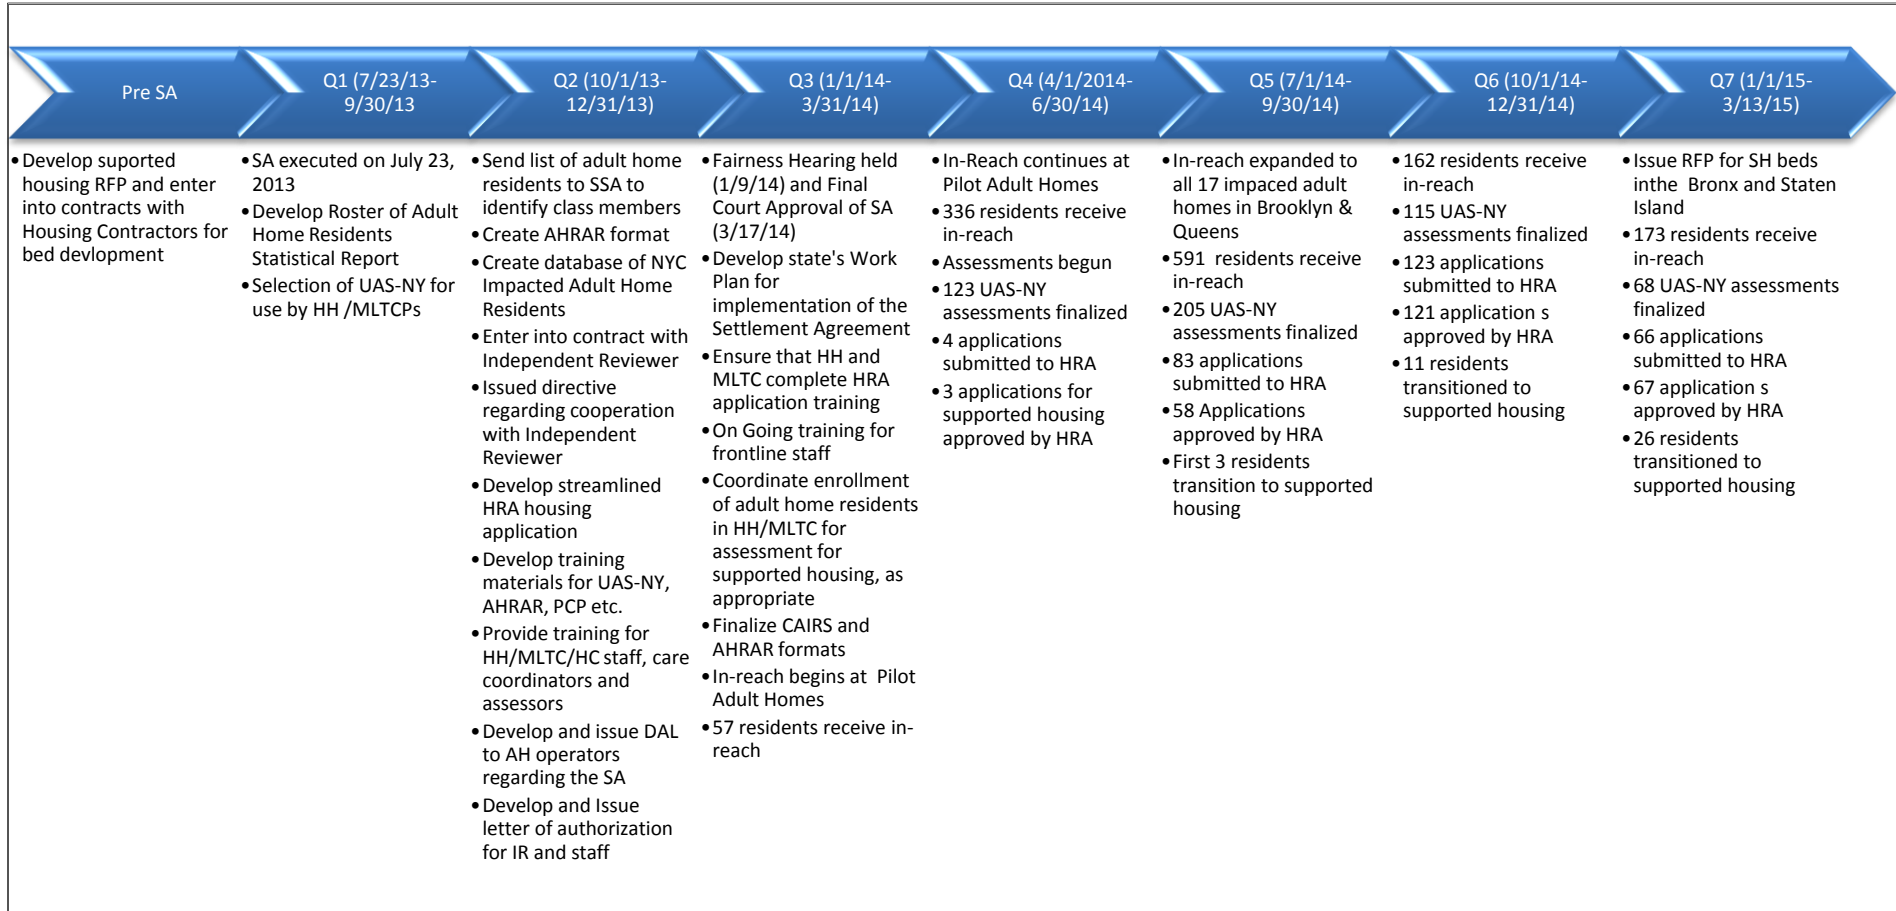 Pre SA
Q1 (7/23/13-
9/30/13
Q2 (10/1/13-
12/31/13)
Q3 (1/1/14-
3/31/14)
Q4 (4/1/2014-
6/30/14)
Q5 (7/1/14-
9/30/14)
Q6 (10/1/14-
12/31/14)
Q7 (1/1/15-
3/13/15)
•Develop suported
housing RFP and enter
into contracts with
Housing Contractors for
bed devlopment
•SA executed on July 23,
2013
•Develop Roster of Adult
Home Residents
Statistical Report
•Selection of UAS-NY for
use by HH /MLTCPs
•Send list of adult home
residents to SSA to
identify class members
•Create AHRAR format
•Create database of NYC
Impacted Adult Home
Residents
•Enter into contract with
Independent Reviewer
•Issued directive
regarding cooperation
with Independent
Reviewer
•Develop streamlined
HRA housing
application
•Develop training
materials for UAS-NY,
AHRAR, PCP etc.
•Provide training for
HH/MLTC/HC staff, care
coordinators and
assessors
•Develop and issue DAL
to AH operators
regarding the SA
•Develop and Issue
letter of authorization
for IR and staff
•Fairness Hearing held
(1/9/14) and Final
Court Approval of SA
(3/17/14)
•Develop state's Work
Plan for
implementation of the
Settlement Agreement
•Ensure that HH and
MLTC complete HRA
application training
•On Going training for
frontline staff
•Coordinate enrollment
of adult home residents
in HH/MLTC for
assessment for
supported housing, as
appropriate
•Finalize CAIRS and
AHRAR formats
•In-reach begins at Pilot
Adult Homes
•57 residents receive in-
reach
•In-Reach continues at
Pilot Adult Homes
•336 residents receive
in-reach
•Assessments begun
•123 UAS-NY
assessments finalized
•4 applications
submitted to HRA
•3 applications for
supported housing
approved by HRA
•In-reach expanded to
all 17 impaced adult
homes in Brooklyn &
Queens
•591 residents receive
in-reach
•205 UAS-NY
assessments finalized
•83 applications
submitted to HRA
•58 Applications
approved by HRA
•First 3 residents
transition to supported
housing
•162 residents receive
in-reach
•115 UAS-NY
assessments finalized
•123 applications
submitted to HRA
•121 application s
approved by HRA
•11 residents
transitioned to
supported housing
•Issue RFP for SH beds
inthe Bronx and Staten
Island
•173 residents receive
in-reach
•68 UAS-NY assessments
finalized
•66 applications
submitted to HRA
•67 application s
approved by HRA
•26 residents
transitioned to
supported housing